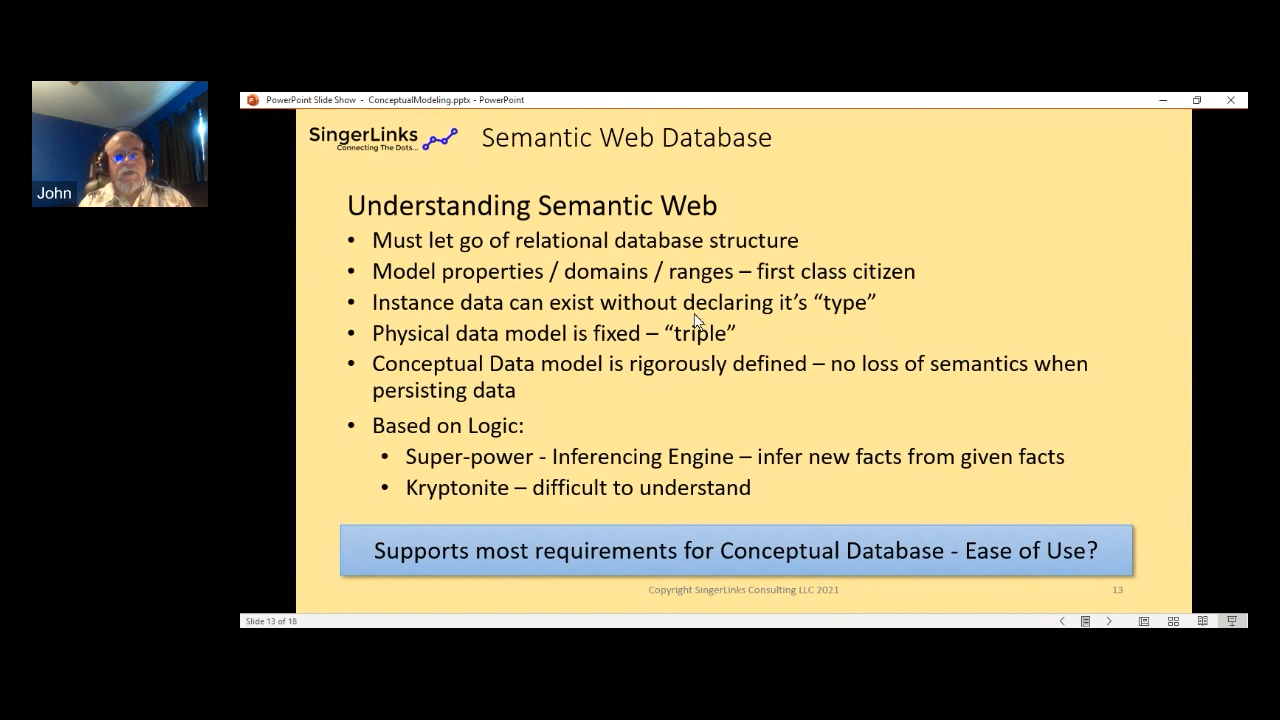 PowerPoint Slide Show - ConceptualModeling.pptx - PowerPoint
SingerLinks
Connecting The Dots...
Semantic Web Database
John
Understanding Semantic Web
• Must let go of relational database structure
• Model properties / domains / ranges – first class citizen
• Instance data can exist without declaring it’s “type”
• Physical data model is fixed – “triple”
• Conceptual Data model is rigorously defined – no loss of semantics when
persisting data
• Based on Logic:
• Super-power - Inferencing Engine – infer new facts from given facts
• Kryptonite – difficult to understand
Supports most requirements for Conceptual Database - Ease of Use?
Copyright SingerLinks Consulting LLC 2021
13
Slide 13 of 18